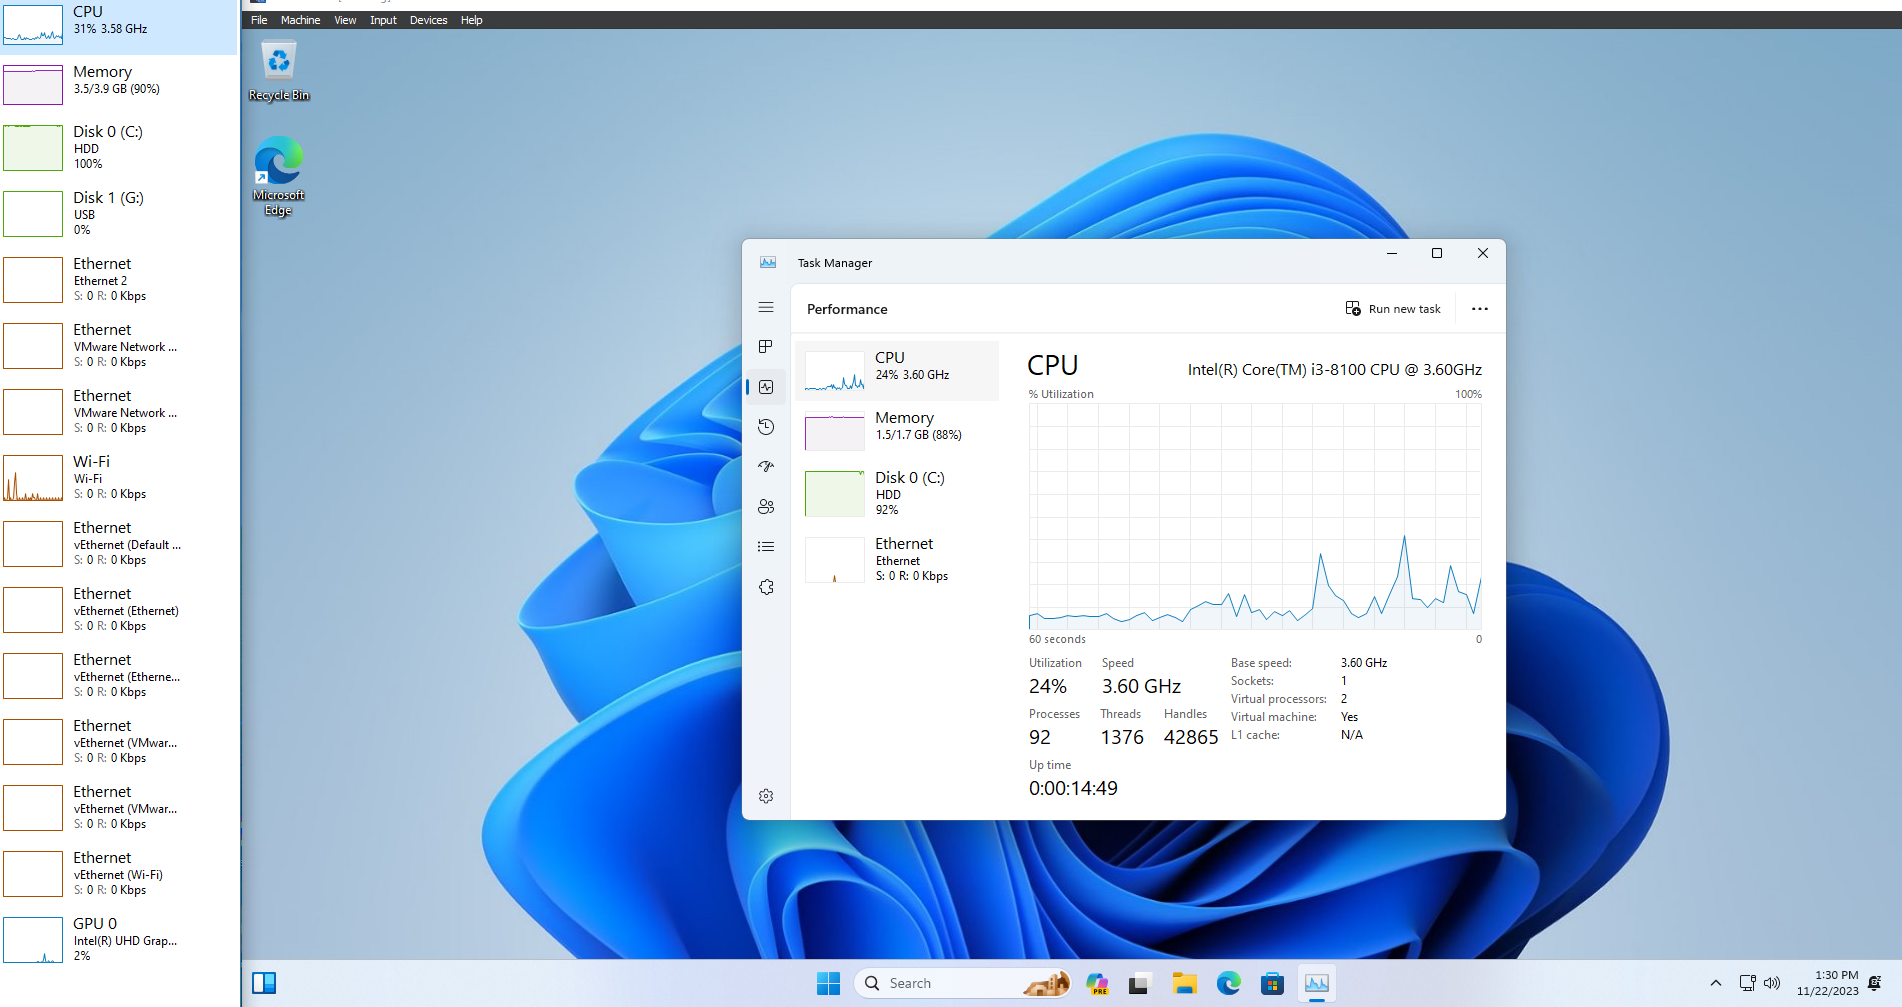 CPU
31% 3.58 GHz
Memory
3.5/3.9 GB (90%)
Disk 0 (C:)
HDD
100%
Disk 1 (G:)
USB
0%
Ethernet
Ethernet 2
S: 0 R: 0 Kbps
Ethernet
VMware Network ...
S: 0 R: 0 Kbps
Ethernet
VMware Network ...
S: 0 R: 0 Kbps
Wi-Fi
Wi-Fi
S: 0 R: 0 Kbps
Ethernet
vEthernet (Default ...
S: 0 R: 0 Kbps
Ethernet
vEthernet (Ethernet)
S: 0 R: 0 Kbps
Ethernet
vEthernet (Etherne...
S: 0 R: 0 Kbps
Ethernet
vEthernet (VMwar...
S: 0 R: 0 Kbps
Ethernet
vEthernet (VMwar...
S: 0 R: 0 Kbps
Ethernet
vEthernet (Wi-Fi)
S: 0 R: 0 Kbps
GPU 0
Intel(R) UHD Grap...
2%
File Machine View Input Devices Help
Recycle Bin
Microsoft
Edge
Task Manager
Performance
Run new task
CPU
24% 3.60 GHz
Memory
1.5/1.7 GB (88%)
Disk 0 (C:)
HDD
92%
Ethernet
Ethernet
S: 0 R: 0 Kbps
CPU
Intel(R) Core(TM) i3-8100 CPU @ 3.60GHz
% Utilization
100%
60 seconds
0
Utilization Speed
24% 3.60 GHz
Processes Threads Handles
92 1376 42865
Up time
0:00:14:49
Base speed: 3.60 GHz
Sockets: 1
Virtual processors: 2
Virtual machine: Yes
L1 cache: N/A
Search
PRE
1:30 PM
11/22/2023